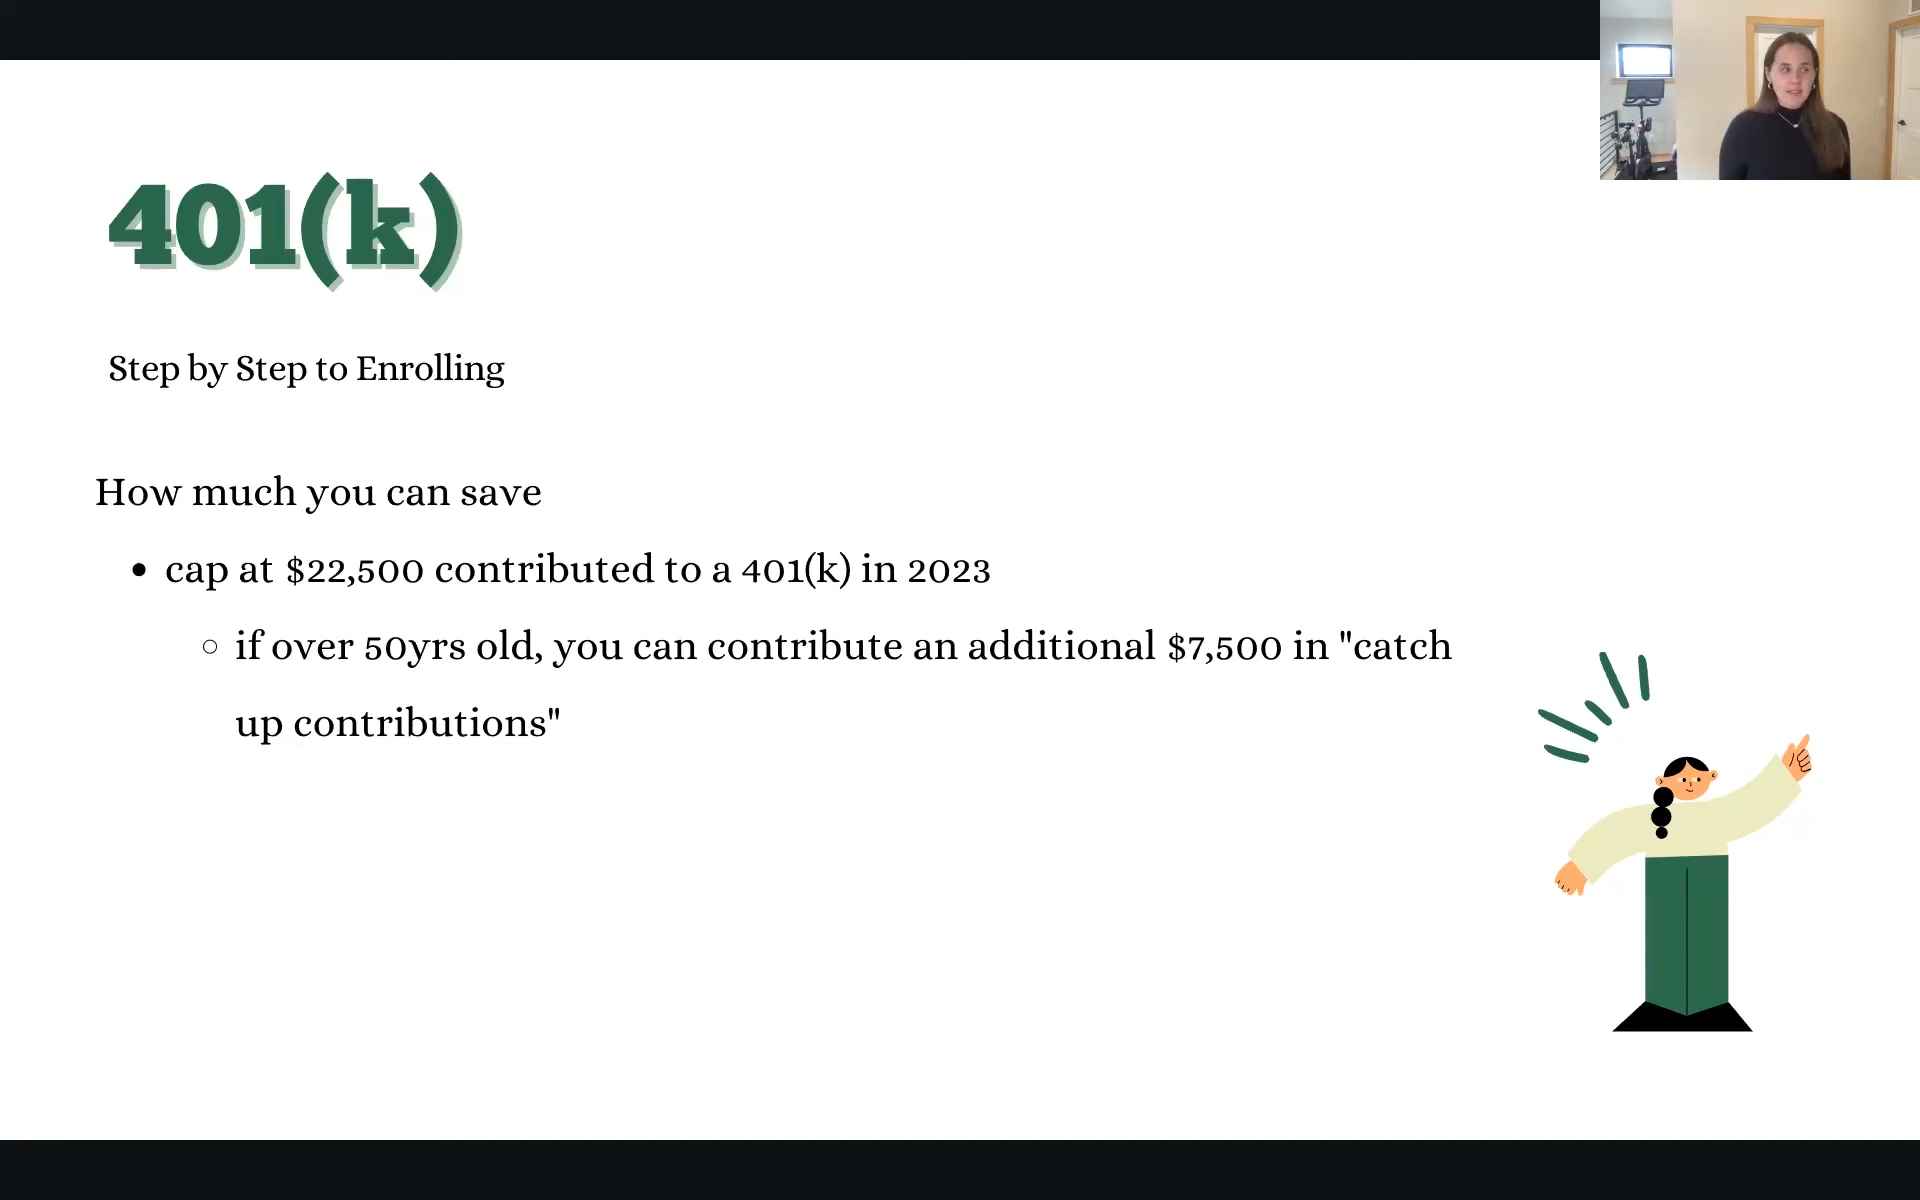 401(k)
Step by Step to Enrolling
How much you can save
• cap at $22,500 contributed to a 401(k) in 2023
○ if over 50yrs old, you can contribute an additional $7,500 in "catch
up contributions"